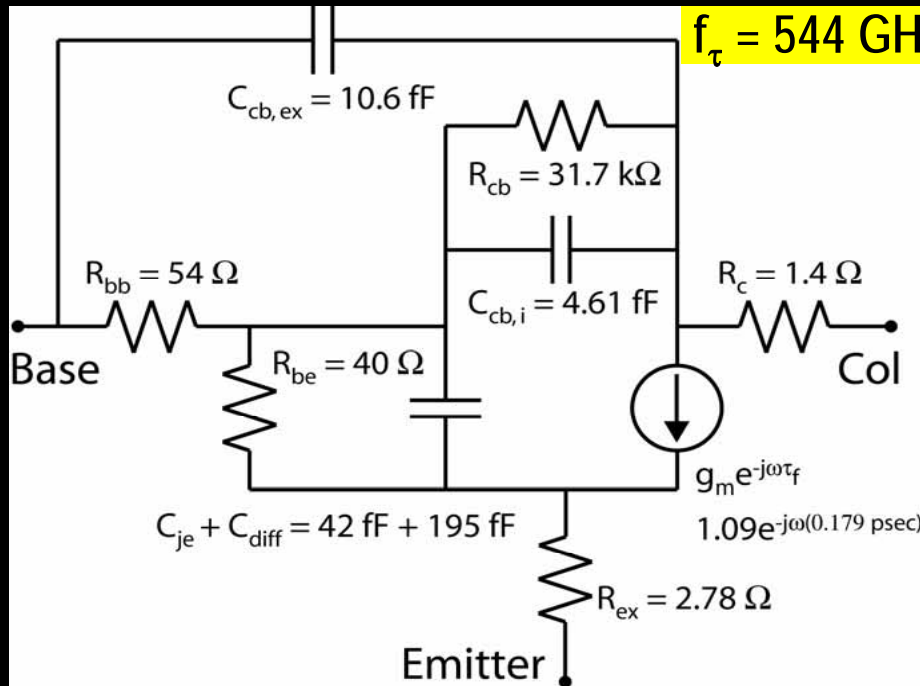 f_τ = 544 GH
C_cb,ex = 10.6 fF
R_cb = 31.7 kΩ
R_bb = 54 Ω
C_cb,i = 4.61 fF
R_c = 1.4 Ω
Base
R_be = 40 Ω
Col
g_m e^-jωτ_f
C_je + C_diff = 42 fF + 195 fF
1.09e^-jω(0.179 psec)
R_ex = 2.78 Ω
Emitter